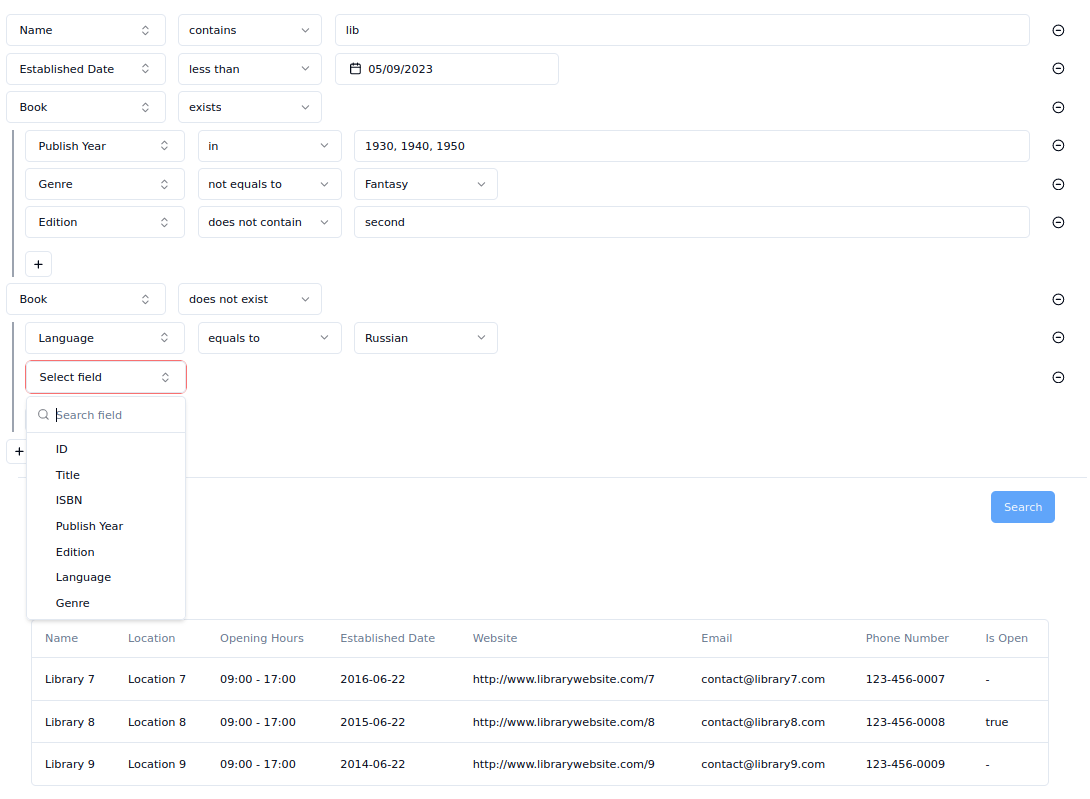 Name contains lib
Established Date less than 05/09/2023
Book exists
Publish Year in 1930, 1940, 1950
Genre not equals to Fantasy
Edition does not contain second
+
Book does not exist
Language equals to Russian
Select field
Search field
ID
+
Title
ISBN
Search
Publish Year
Edition
Language
Genre
Name Location Opening Hours Established Date Website Email Phone Number Is Open
Library 7 Location 7 09:00 - 17:00 2016-06-22 http://www.librarywebsite.com/7 contact@library7.com 123-456-0007 -
Library 8 Location 8 09:00 - 17:00 2015-06-22 http://www.librarywebsite.com/8 contact@library8.com 123-456-0008 true
Library 9 Location 9 09:00 - 17:00 2014-06-22 http://www.librarywebsite.com/9 contact@library9.com 123-456-0009 -